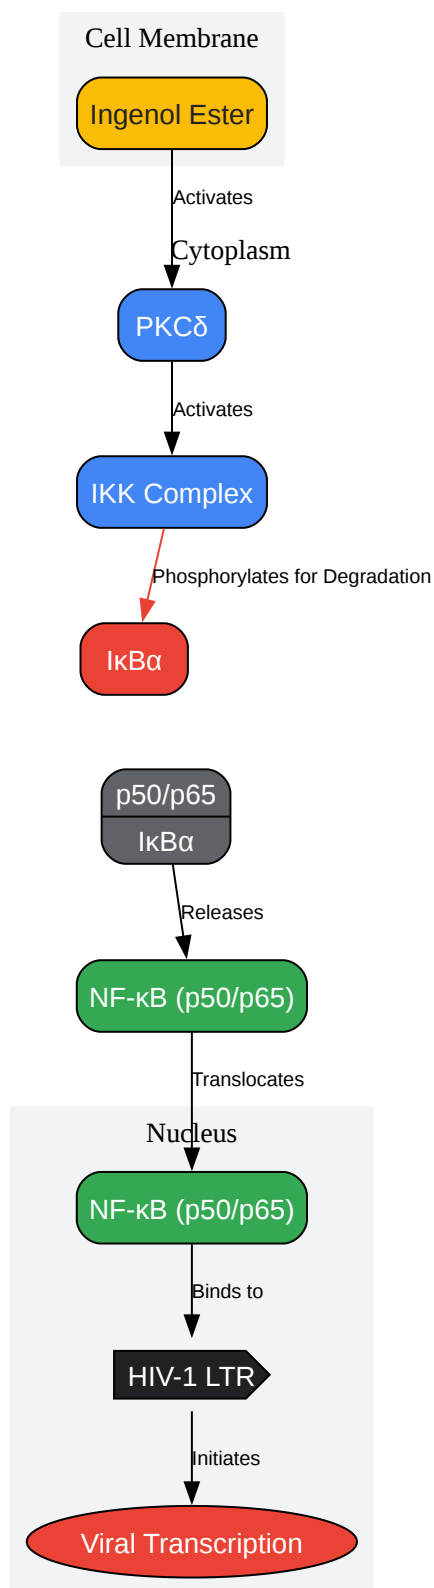 Cell Membrane
Ingenol Ester
Activates
Cytoplasm
PKCδ
Activates
IKK Complex
Phosphorylates for Degradation
IκBα
p50/p65
IκBα
Releases
NF-κB (p50/p65)
Translocates
Nucleus
NF-κB (p50/p65)
Binds to
HIV-1 LTR
Initiates
Viral Transcription